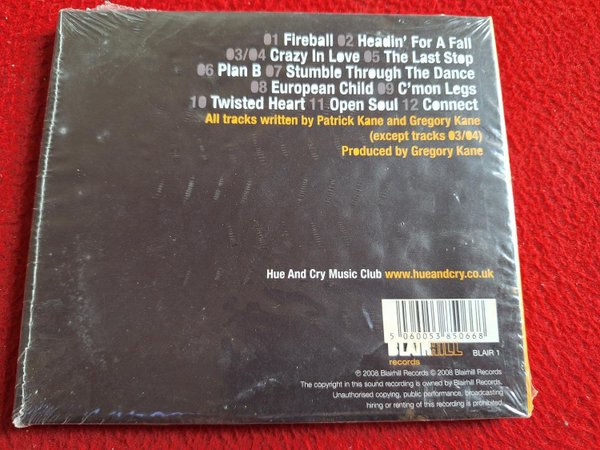 01 Fireball 02 Headin' For A Fall
03/04 Crazy In Love 05 The Last Stop
06 Plan B 07 Stumble Through The Dance
08 European Child 09 C'mon Legs
10 Twisted Heart 11 Open Soul 12 Connect
All tracks written by Patrick Kane and Gregory Kane
(except tracks 03/04)
Produced by Gregory Kane
Hue And Cry Music Club www.hueandcry.co.uk
5 060053 850668
BLAIRHILL
records
BLAIR 1
℗ 2008 Blairhill Records © 2008 Blairhill Records
The copyright in this sound recording is owned by Blairhill Records.
Unauthorised copying, public performance, broadcasting
hiring or renting of this recording is prohibited.